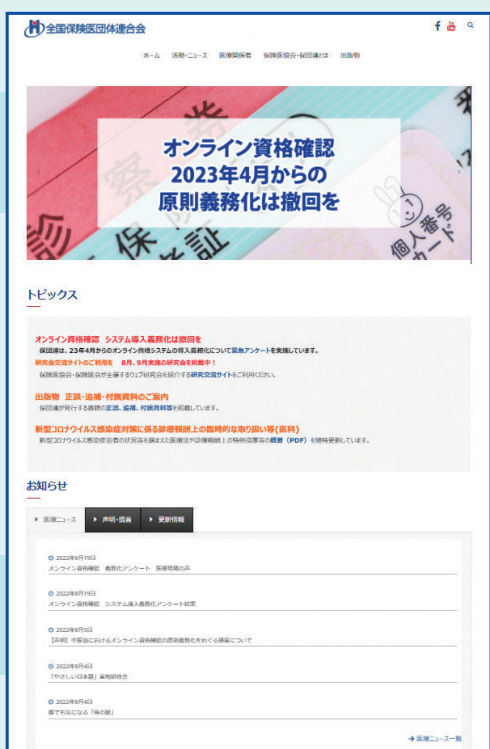 全国保険医団体連合会
ホーム 活動・ニュース 医療関係者 保険医協会・保団連とは 出版物
オンライン資格確認
2023年4月からの
原則義務化は撤回を
診察券
保険証
個人番号
カード
トピックス
オンライン資格確認 システム導入義務化は撤回を
保団連は、23年4月からのオンライン資格システムの導入義務化について緊急アンケートを実施しています。
研究会交流サイトのご利用を 8月、9月実施の研究会を掲載中!
保険医協会・保険医会が主催するウェブ研究会を紹介する研究交流サイトをご利用ください。
出版物 正誤・追補・付属資料のご案内
保団連が発行する書籍の正誤、追補、付属資料等を掲載しています。
新型コロナウイルス感染症対策に係る診療報酬上の臨時的な取り扱い等{医科}
新型コロナウイルス感染症患者の状況等を踏まえた医療法や診療報酬上の特例措置等の概要(PDF)を随時更新しています。
お知らせ
医療ニュース 声明・提言 更新情報
2022年8月19日
オンライン資格確認 義務化アンケート 医療現場の声
2022年8月19日
オンライン資格確認 システム導入義務化アンケート結果
2022年8月5日
【声明】中医協におけるオンライン資格確認の原則義務化をめぐる議論について
2022年8月4日
「やさしい日本語」実地研修会
2022年8月4日
誰でも気になる「味の話」
→医療ニュース一覧